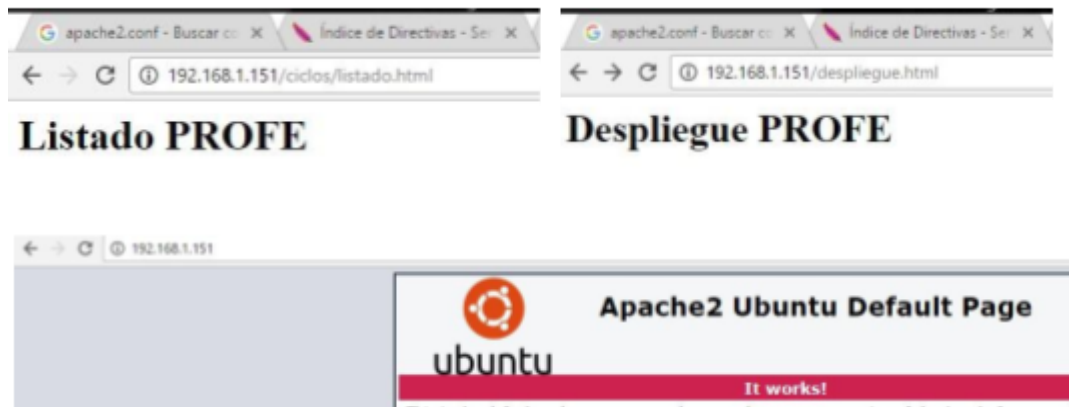 apache2.conf - Buscar co
Índice de Directivas - Ser
192.168.1.151/ciclos/listado.html
Listado PROFE
apache2.conf - Buscar co
Índice de Directivas - Ser
192.168.1.151/despliegue.html
Despliegue PROFE
192.168.1.151
Apache2 Ubuntu Default Page
ubuntu
It works!